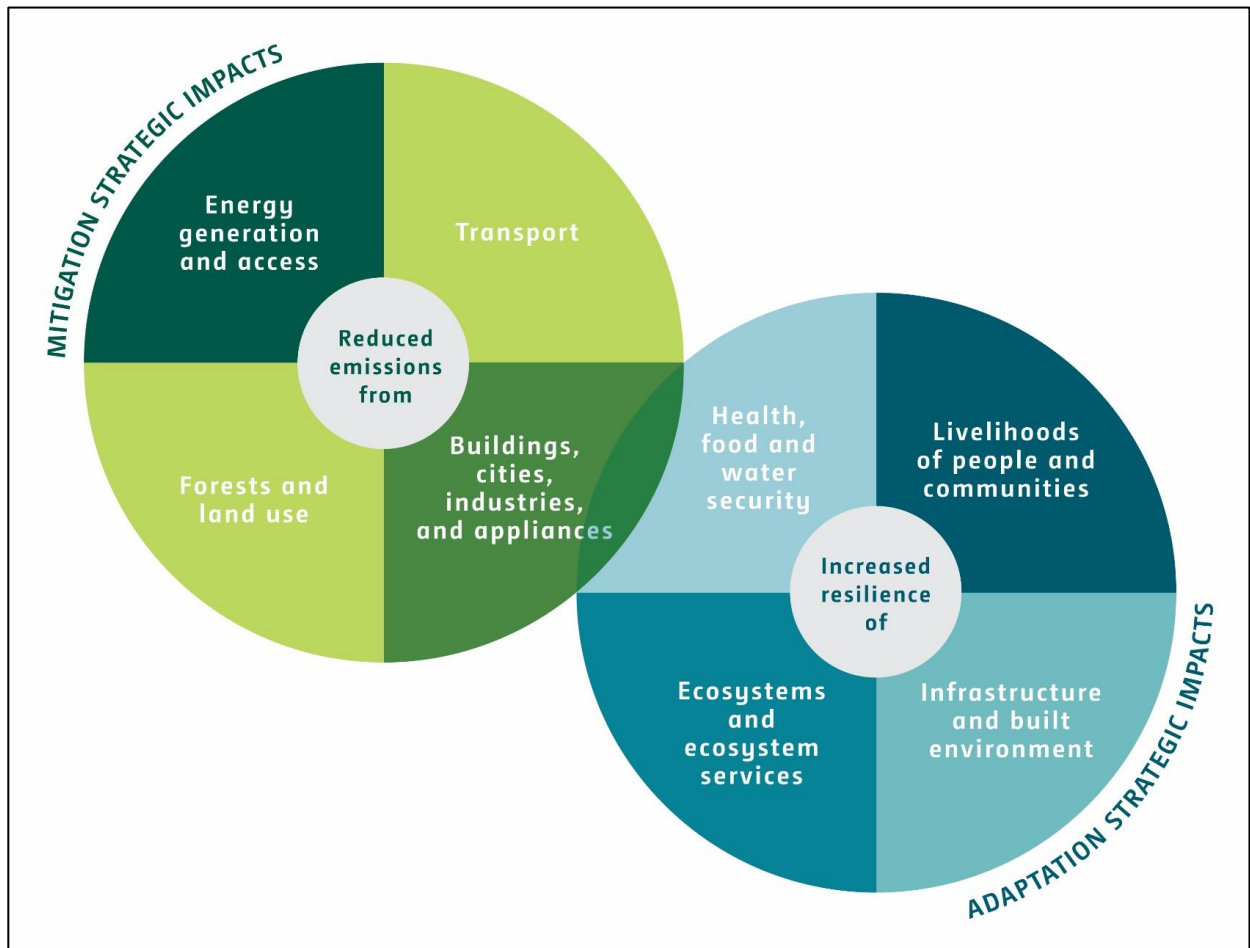 MITIGATION STRATEGIC IMPACTS
Energy
generation
and access
Transport
Reduced
emissions
from
Forests and
land use
Buildings,
cities,
industries,
and appliances
Health,
food and
water
security
Livelihoods
of people and
communities
Increased
resilience
of
Ecosystems
and
ecosystem
services
Infrastructure
and built
environment
ADAPTATION STRATEGIC IMPACTS